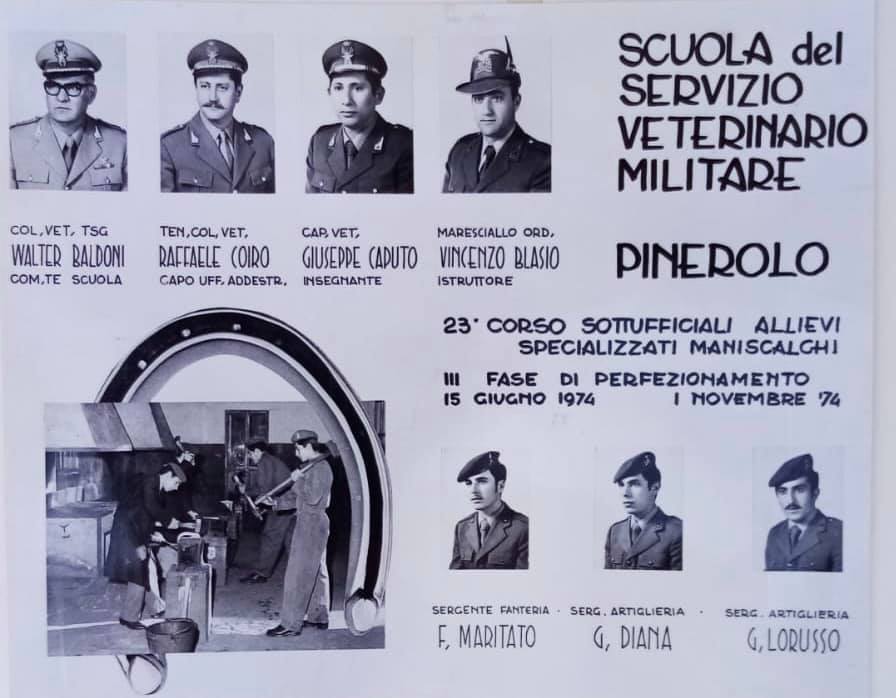 SCUOLA del
SERVIZIO
VETERINARIO
MILITARE
PINEROLO
COL, VET, TSG
WALTER BALDONI
COM,TE SCUOLA
TEN, COL, VET,
RAFFAELE COIRO
CAPO UFF, ADDESTR,
CAP, VET,
GIUSEPPE CAPUTO
INSEGNANTE
MARESCIALLO ORD,
VINCENZO BLASIO
ISTRUTTORE
23° CORSO SOTTUFFICIALI ALLIEVI
SPECIALIZZATI MANISCALCHI
III FASE DI PERFEZIONAMENTO
15 GIUGNO 1974 1 NOVEMBRE '74
SERGENTE FANTERIA · SERG. ARTIGLIERIA · SERG. ARTIGLIERIA
F, MARITATO G, DIANA G, LORUSSO